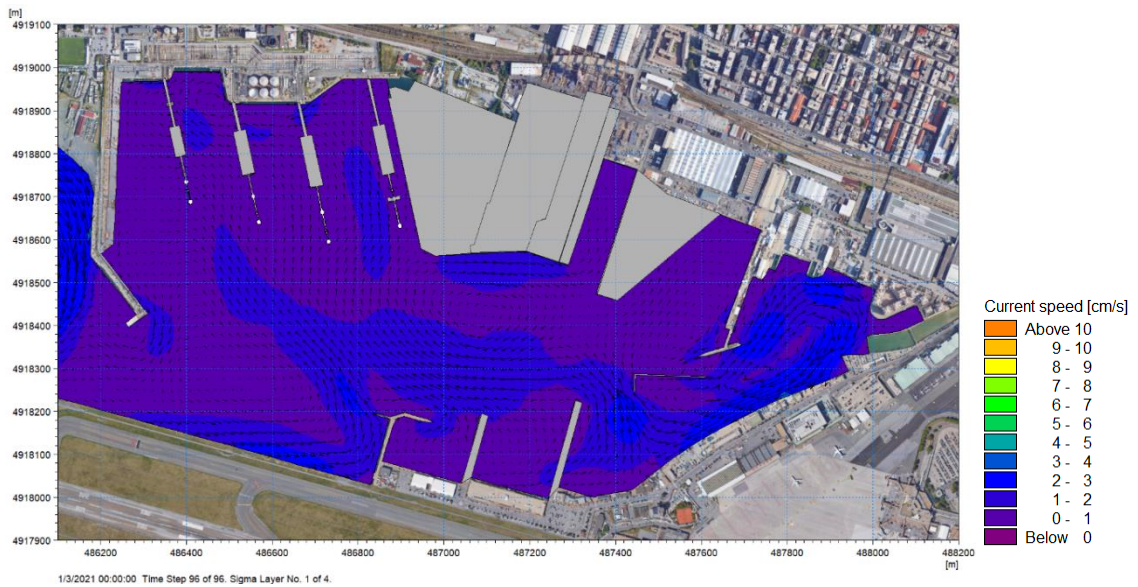 [m]
4919100
4919000
4918900
4918800
4918700
4918600
4918500
4918400
4918300
4918200
4918100
4918000
4917900
486200 486400 486600 486800 487000 487200 487400 487600 487800 488000 488200
[m]
1/3/2021 00:00:00 Time Step 96 of 96. Sigma Layer No. 1 of 4.
Current speed [cm/s]
Above 10
9 - 10
8 - 9
7 - 8
6 - 7
5 - 6
4 - 5
3 - 4
2 - 3
1 - 2
0 - 1
Below 0